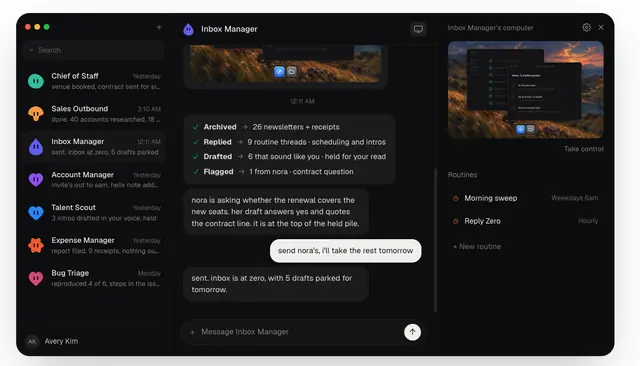 Search
Chief of Staff
Yesterday
venue booked, contract sent for si...
Sales Outbound
3:10 AM
done. 40 accounts researched, 18 ...
Inbox Manager
12:11 AM
sent. inbox at zero, 5 drafts parked
Account Manager
Yesterday
invite's out to sam; helix note add...
Talent Scout
Yesterday
3 intros drafted in your voice, held
Expense Manager
Yesterday
report filed. 9 receipts, nothing ou...
Bug Triage
Monday
reproduced 4 of 6, steps in the iss...
AK
Avery Kim
Inbox Manager
12:11 AM
Archived → 26 newsletters + receipts
Replied → 9 routine threads · scheduling and intros
Drafted → 6 that sound like you · held for your read
Flagged → 1 from nora · contract question
nora is asking whether the renewal covers the
new seats. her draft answers yes and quotes
the contract line. it is at the top of the held pile.
send nora's, i'll take the rest tomorrow
sent. inbox is at zero, with 5 drafts parked for
tomorrow.
+ Message Inbox Manager
Inbox Manager's computer
Take control
Routines
Morning sweep
Weekdays 6am
Reply Zero
Hourly
+ New routine